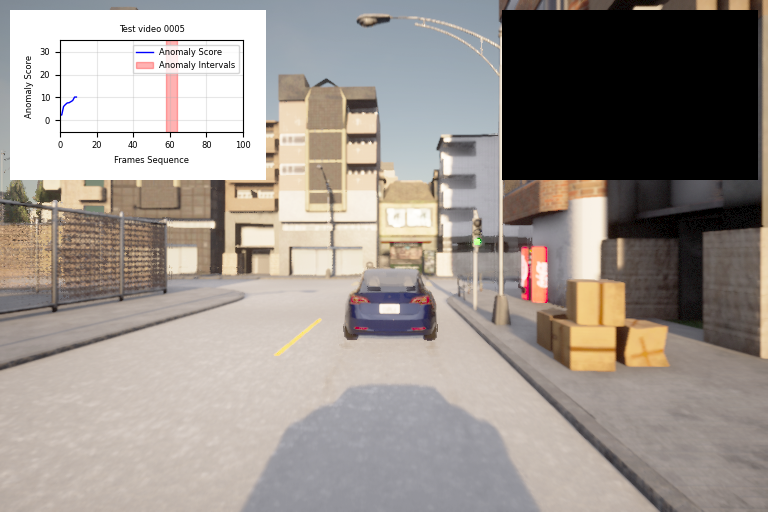 Test video 0005
Anomaly Score
30
20
10
0
Anomaly Score
Anomaly Intervals
0 20 40 60 80 100
Frames Sequence